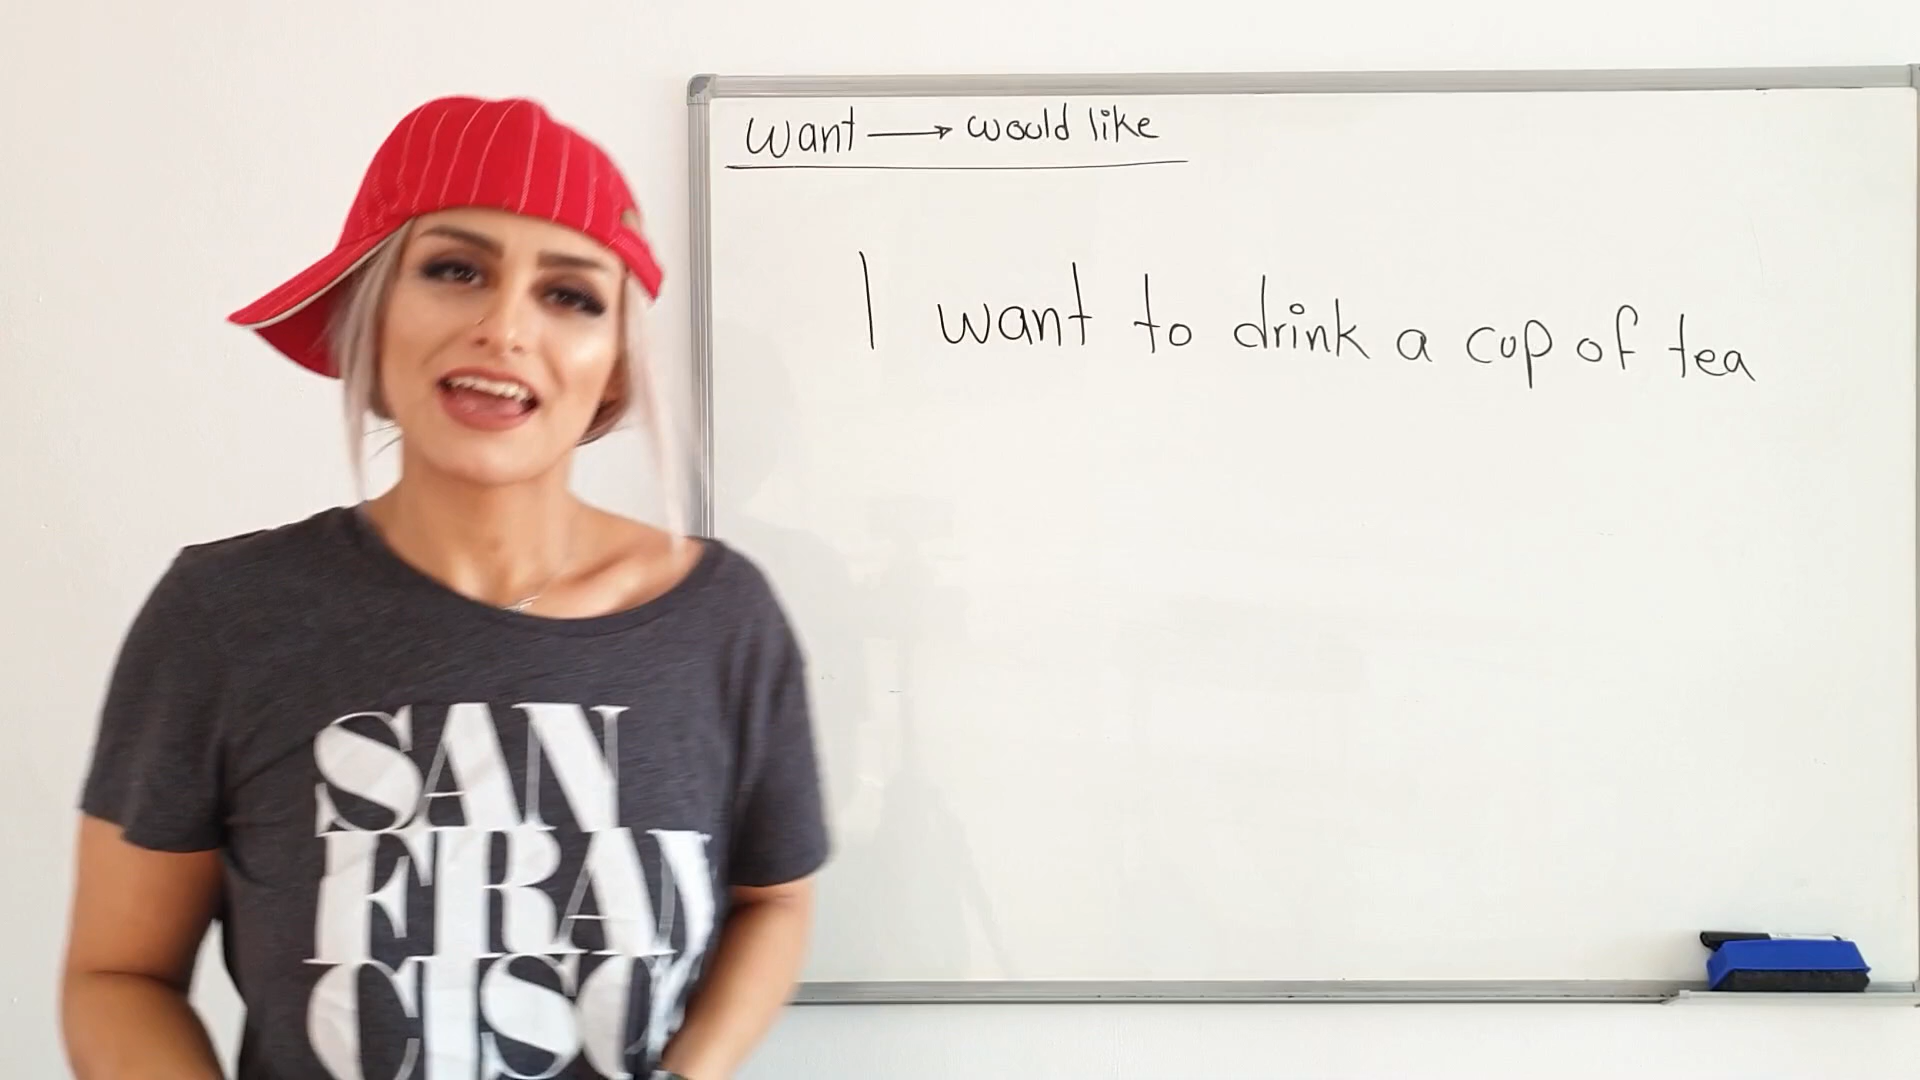 want → would like
I want to drink a cup of tea
SAN
FRAN
CISC